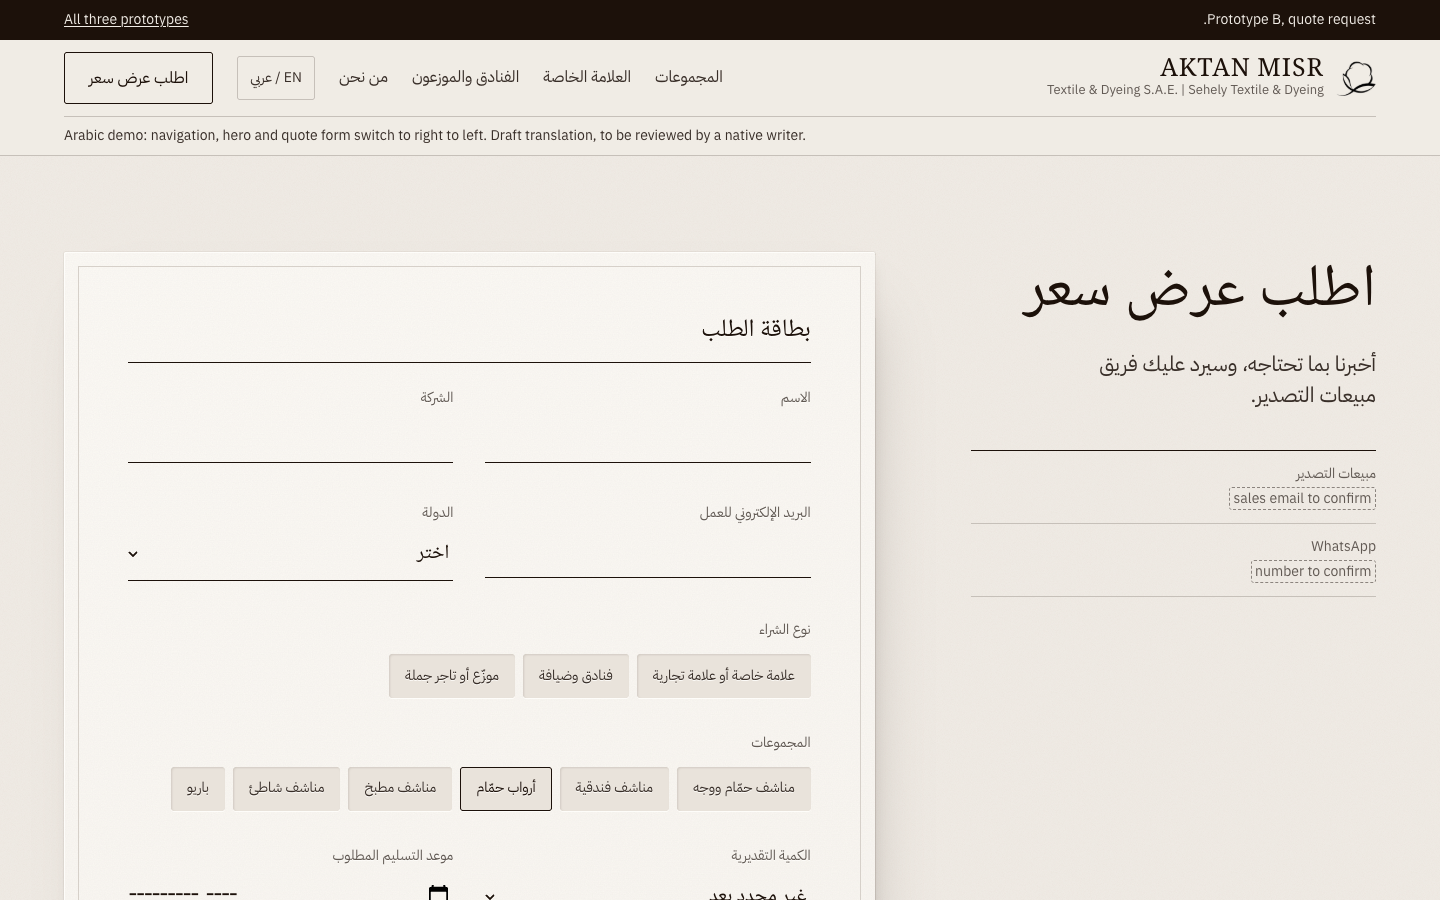 .Prototype B, quote request
All three prototypes
AKTAN MISR
Textile & Dyeing S.A.E. | Sehely Textile & Dyeing
المجموعات
العلامة الخاصة
الفنادق والموزعون
من نحن
عربي / EN
اطلب عرض سعر
Arabic demo: navigation, hero and quote form switch to right to left. Draft translation, to be reviewed by a native writer.
اطلب عرض سعر
أخبرنا بما تحتاجه، وسيرد عليك فريق
مبيعات التصدير.
مبيعات التصدير
sales email to confirm
WhatsApp
number to confirm
بطاقة الطلب
الاسم
الشركة
البريد الإلكتروني للعمل
الدولة
اختر
نوع الشراء
علامة خاصة أو علامة تجارية
فنادق وضيافة
موزّع أو تاجر جملة
المجموعات
مناشف حمّام ووجه
مناشف فندقية
أرواب حمّام
مناشف مطبخ
مناشف شاطئ
باريو
الكمية التقديرية
موعد التسليم المطلوب
غير محدد بعد
--------- ----